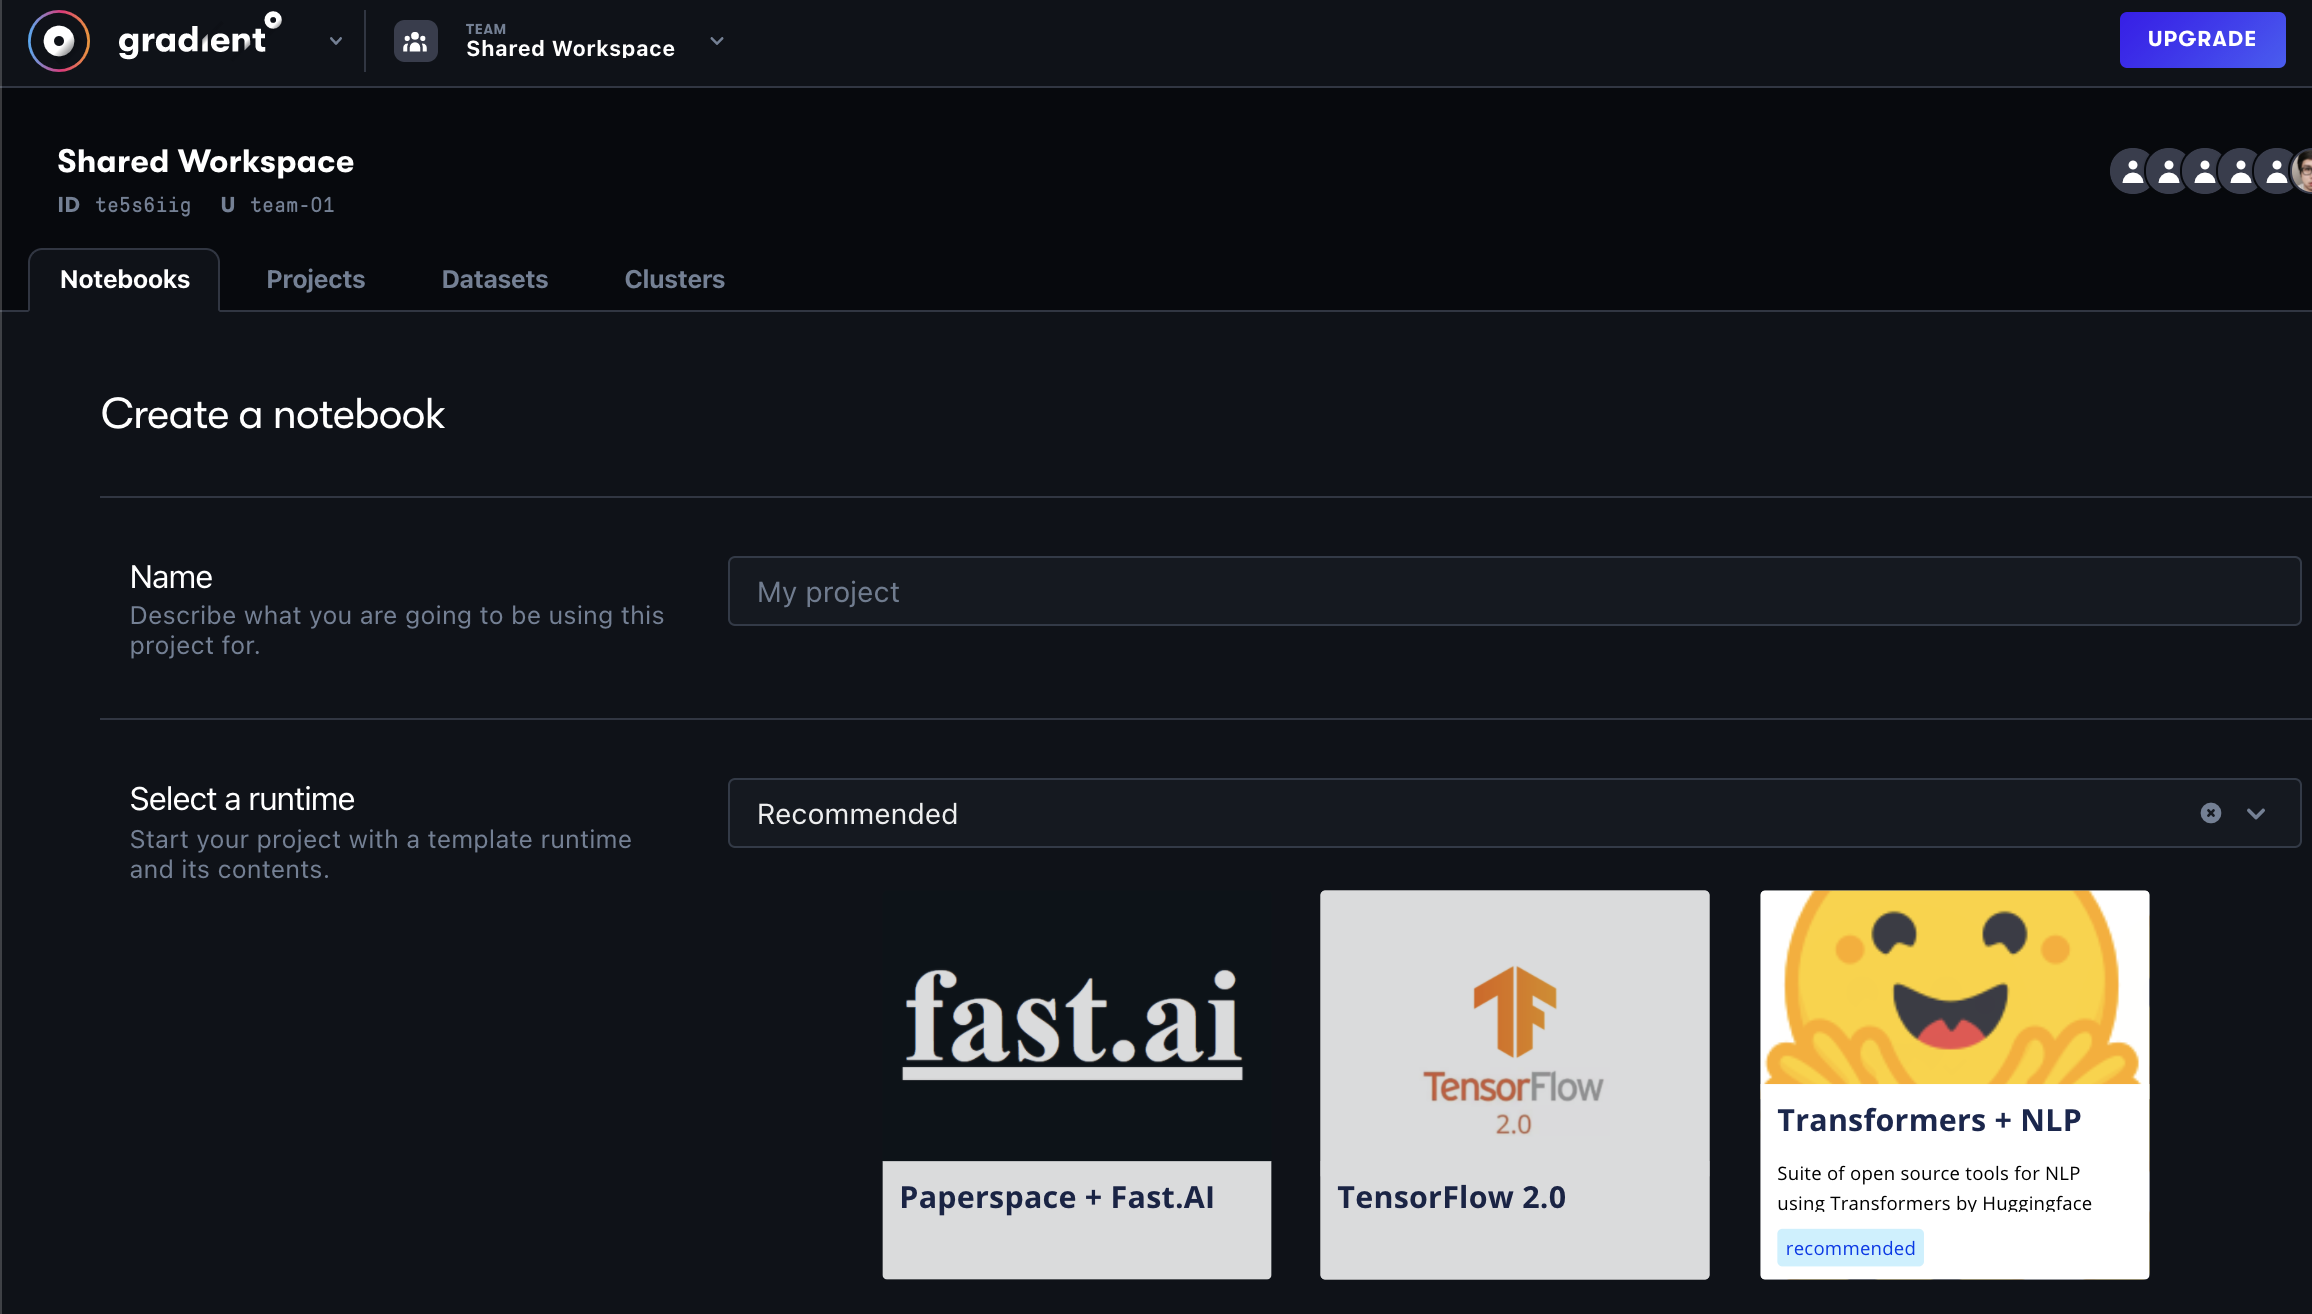 gradient
TEAM
Shared Workspace
UPGRADE
Shared Workspace
ID te5s6iig U team-01
Notebooks Projects Datasets Clusters
Create a notebook
Name
Describe what you are going to be using this
project for.
My project
Select a runtime
Start your project with a template runtime
and its contents.
Recommended
fast.ai
Paperspace + Fast.AI
TensorFlow
2.0
TensorFlow 2.0
Transformers + NLP
Suite of open source tools for NLP
using Transformers by Huggingface
recommended